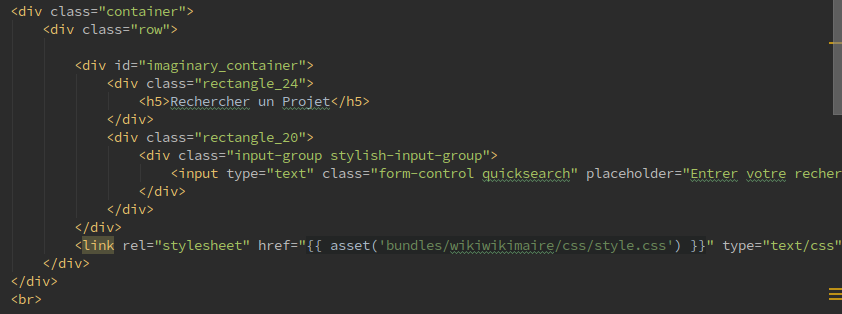 <div class="container">
<div class="row">
<div id="imaginary_container">
<div class="rectangle_24">
<h5>Rechercher un Projet</h5>
</div>
<div class="rectangle_20">
<div class="input-group stylish-input-group">
<input type="text" class="form-control quicksearch" placeholder="Entrer votre recher
</div>
</div>
</div>
<link rel="stylesheet" href="{{ asset('bundles/wikiwikimaire/css/style.css') }}" type="text/css"
</div>
</div>
<br>